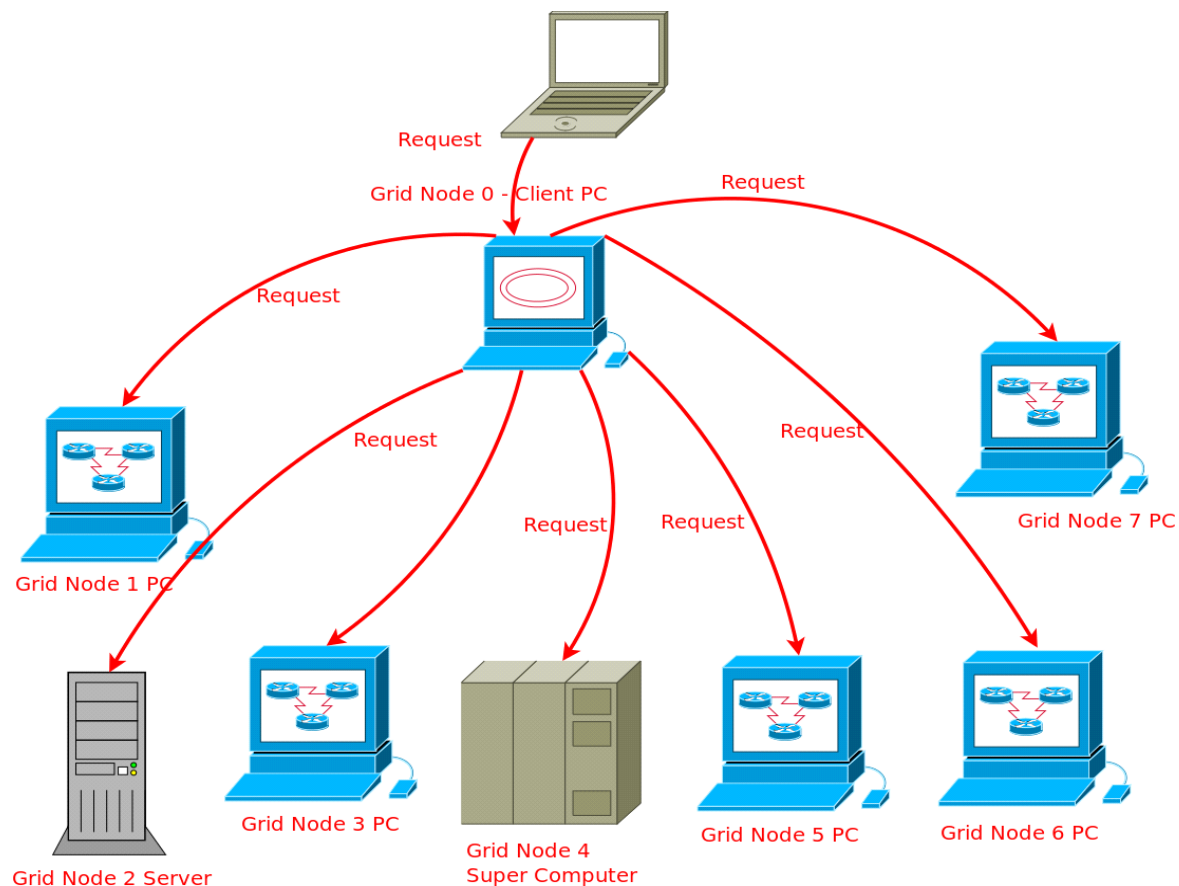 Request
Grid Node 0 - Client PC
Request
Request
Request
Request
Request
Request
Grid Node 7 PC
Grid Node 1 PC
Grid Node 3 PC
Grid Node 5 PC
Grid Node 6 PC
Grid Node 4
Super Computer
Grid Node 2 Server